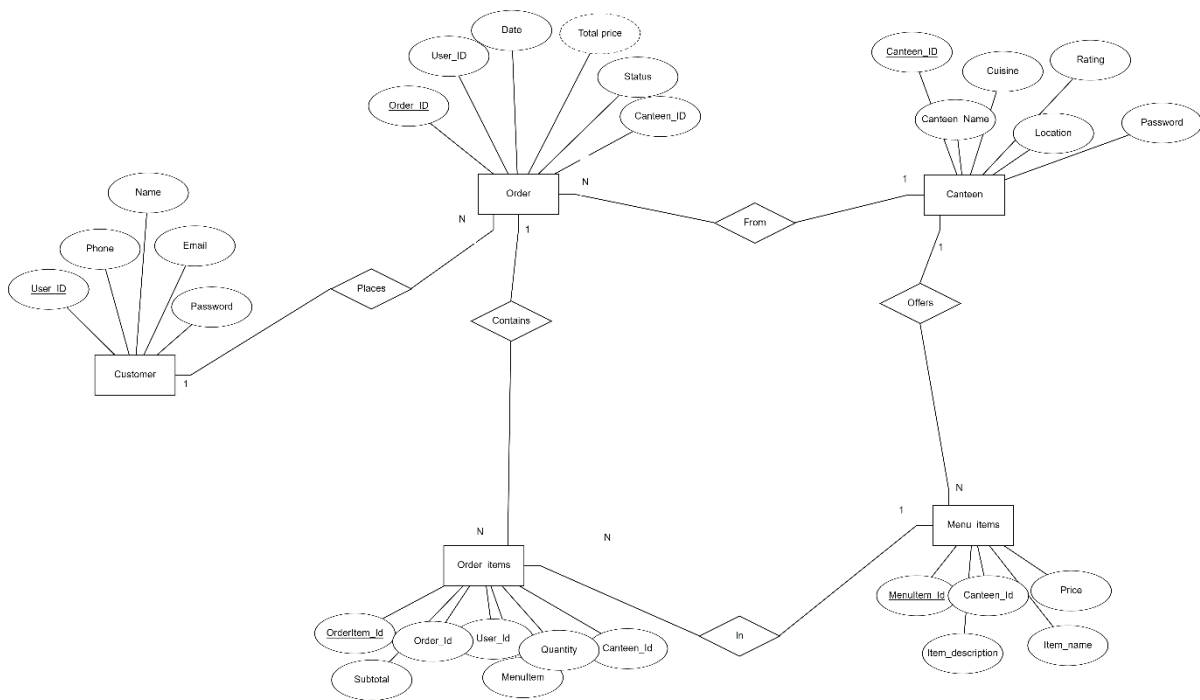 Date
User_ID
Total price
Status
Order_ID
Canteen_ID
Canteen_ID
Cuisine
Rating
Canteen_Name
Location
Password
Order
N
1
Canteen
Name
N
1
1
From
Phone
Email
User_ID
Password
Places
Contains
Offers
Customer
1
N
1
N
N
Order items
Menu items
OrderItem_Id
Order_Id
User_Id
Quantity
Canteen_Id
Subtotal
MenuItem
In
MenuItem_Id
Canteen_Id
Price
Item_description
Item_name